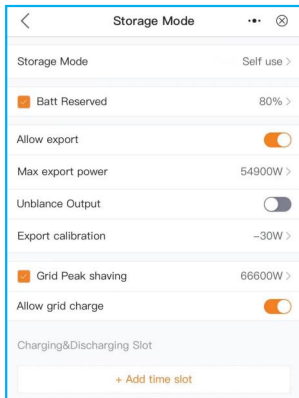 Storage Mode
Storage Mode Self use >
Batt Reserved 80% >
Allow export
Max export power 54900W >
Unblance Output
Export calibration -30W >
Grid Peak shaving 66600W >
Allow grid charge
Charging&Discharging Slot
+ Add time slot